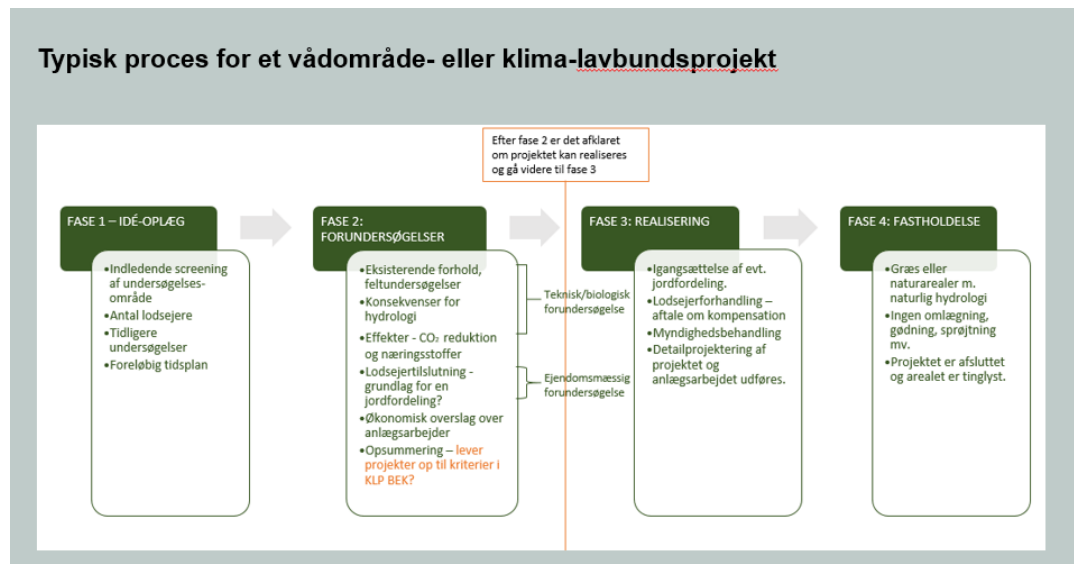 Typisk proces for et vådområde- eller klima-lavbundsprojekt
Efter fase 2 er det afklaret
om projektet kan realiseres
og gå videre til fase 3
FASE 1 – IDÉ-OPLÆG
•Indledende screening
af undersøgelses-
område
•Antal lodsejere
•Tidligere
undersøgelser
•Foreløbig tidsplan
FASE 2:
FORUNDERSØGELSER
•Eksisterende forhold,
feltundersøgelser
•Konsekvenser for
hydrologi
•Effekter - CO₂ reduktion
og næringsstoffer
•Lodsejertilslutning -
grundlag for en
jordfordeling?
•Økonomisk overslag over
anlægsarbejder
•Opsummering – lever
projekter op til kriterier i
KLP BEK?
Teknisk/biologisk
forundersøgelse
Ejendomsmæssig
forundersøgelse
FASE 3: REALISERING
•Igangsættelse af evt.
jordfordeling.
•Lodsejerforhandling –
aftale om kompensation
•Myndighedsbehandling
•Detailprojektering af
projektet og
anlægsarbejdet udføres.
FASE 4: FASTHOLDELSE
•Græs eller
naturarealer m.
naturlig hydrologi
•Ingen omlægning,
gødning, sprøjtning
mv.
•Projektet er afsluttet
og arealet er tinglyst.